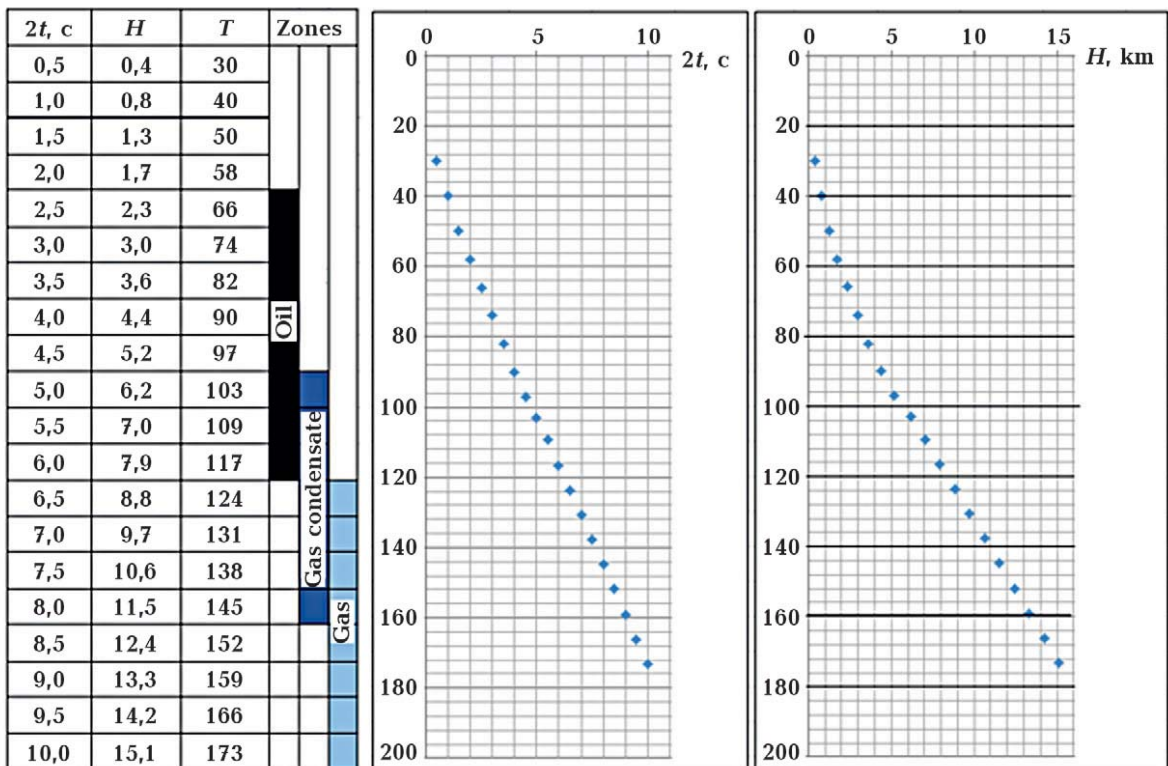 2t, c H T Zones
0,5 0,4 30
1,0 0,8 40
1,5 1,3 50
2,0 1,7 58
2,5 2,3 66
3,0 3,0 74
3,5 3,6 82
4,0 4,4 90
4,5 5,2 97
5,0 6,2 103
5,5 7,0 109
6,0 7,9 117
6,5 8,8 124
7,0 9,7 131
7,5 10,6 138
8,0 11,5 145
8,5 12,4 152
9,0 13,3 159
9,5 14,2 166
10,0 15,1 173
Oil
Gas condensate
Gas
0 5 10
2t, c
0
20
40
60
80
100
120
140
160
180
200
0 5 10 15
H, km
0
20
40
60
80
100
120
140
160
180
200